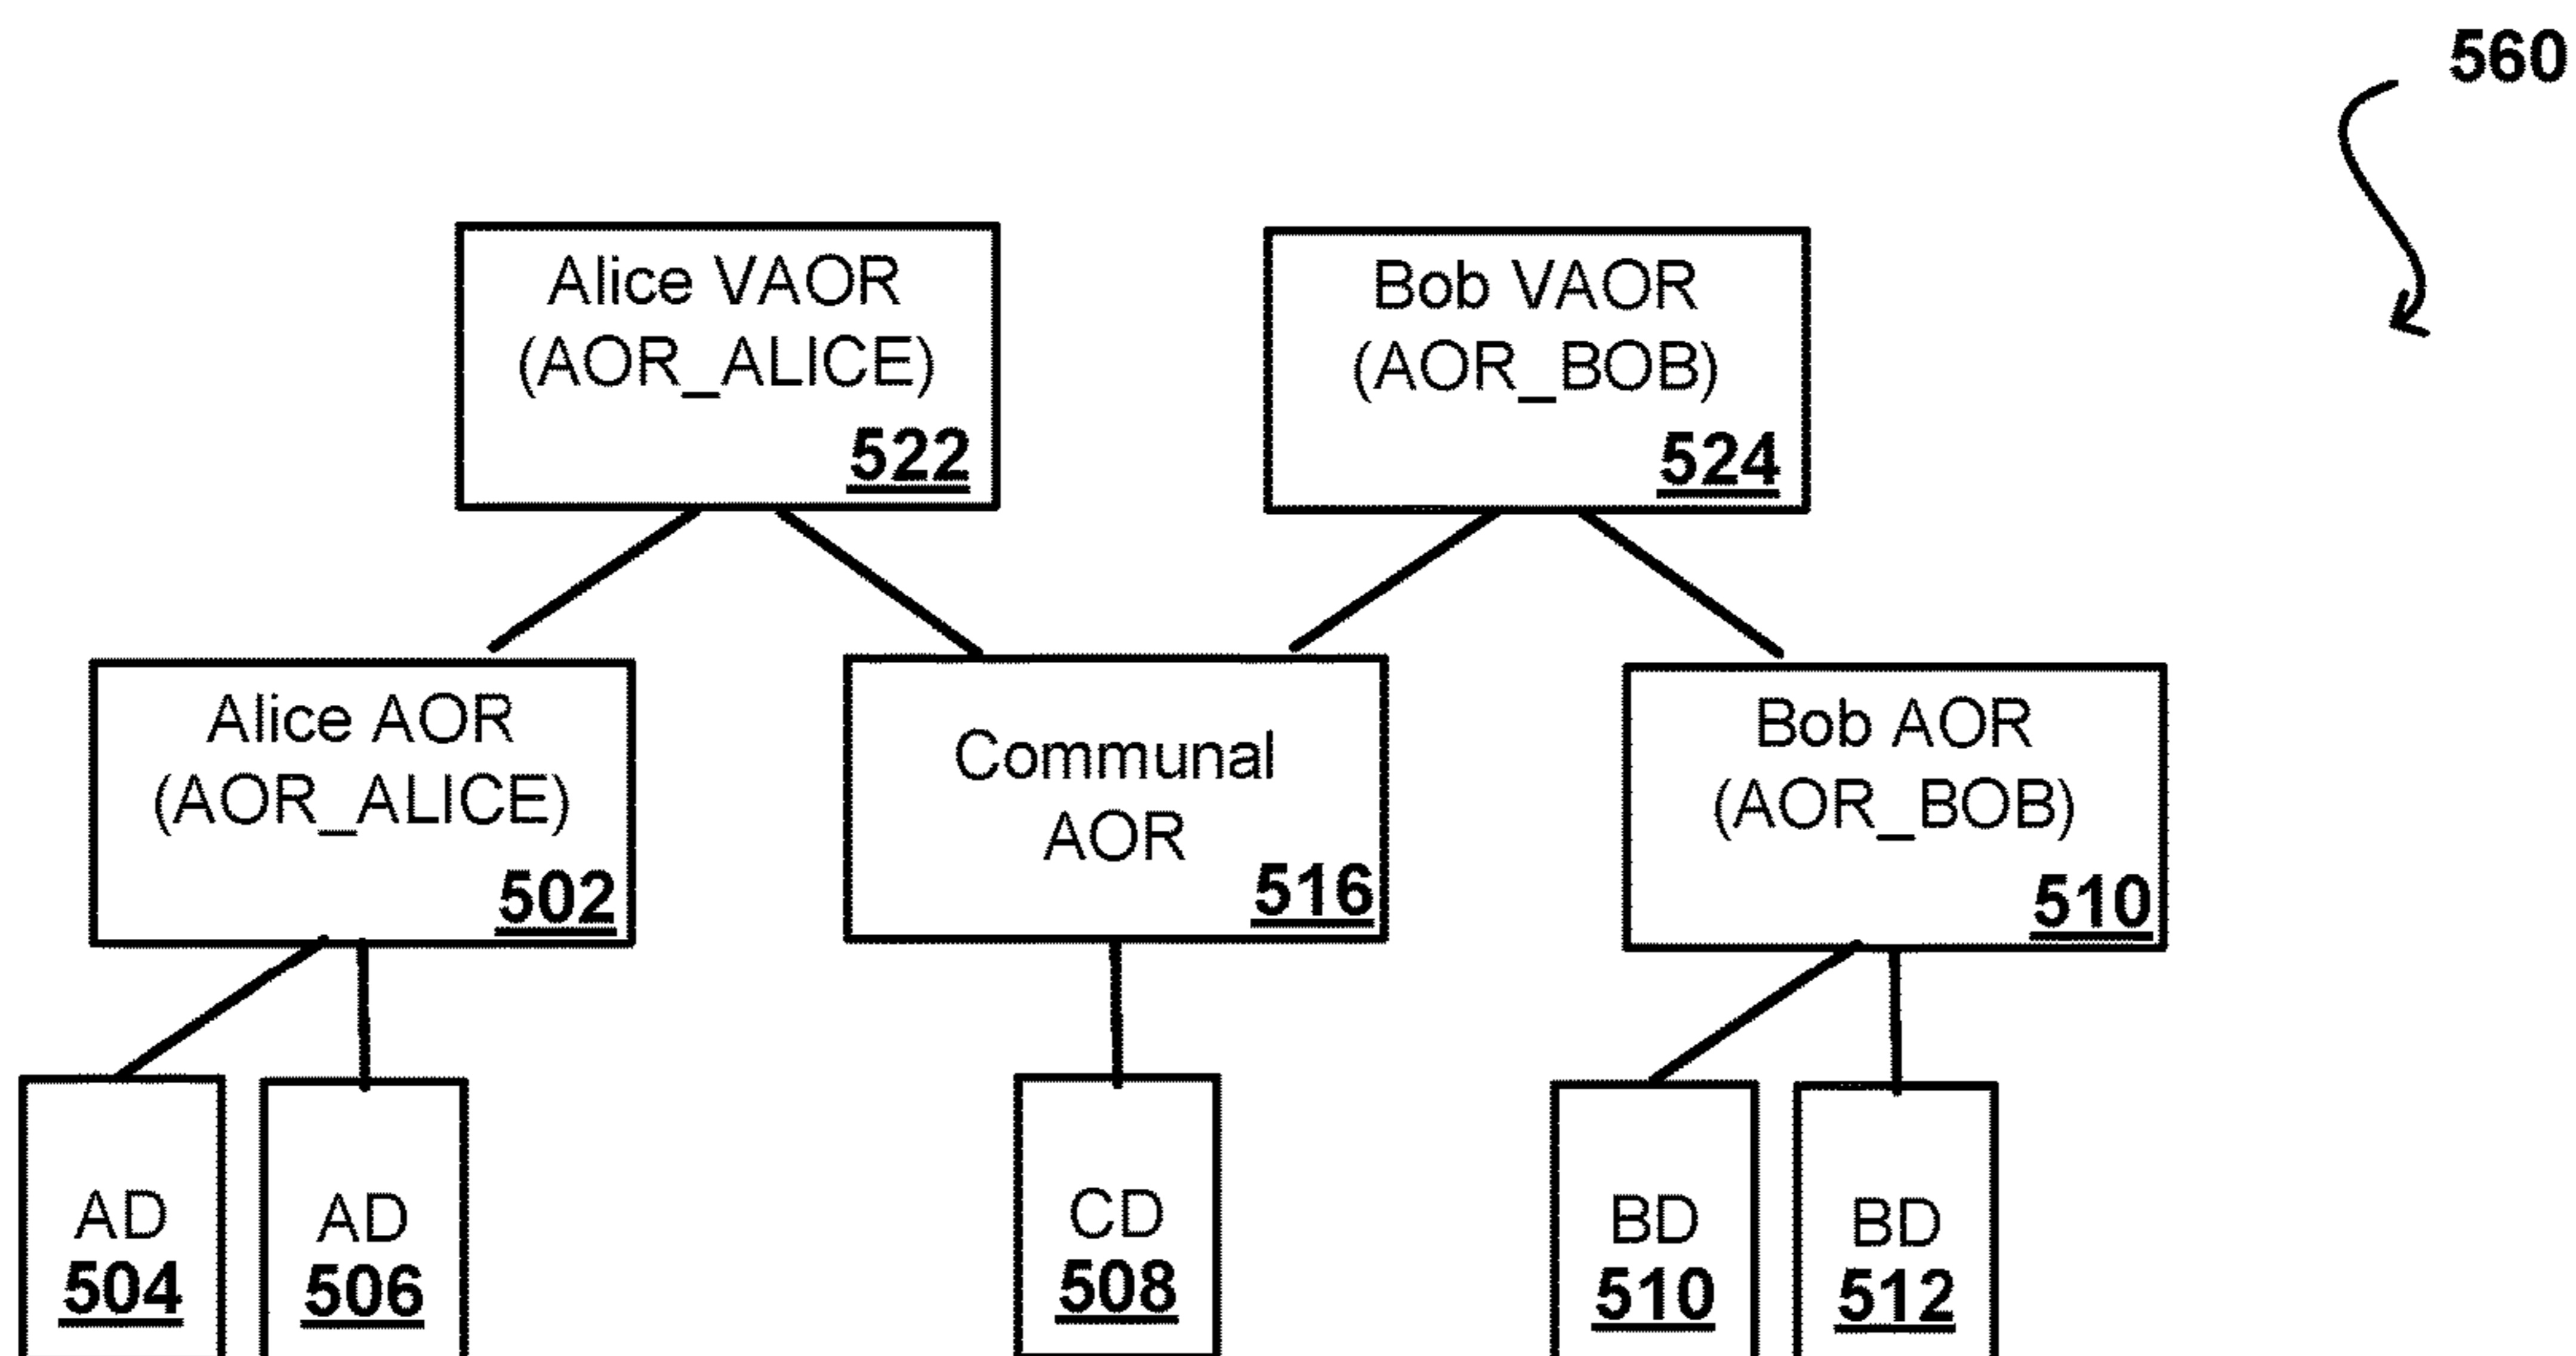 560
Alice VAOR
(AOR_ALICE)
522
Bob VAOR
(AOR_BOB)
524
Alice AOR
(AOR_ALICE)
502
Communal
AOR
516
Bob AOR
(AOR_BOB)
510
AD
504
AD
506
CD
508
BD
510
BD
512